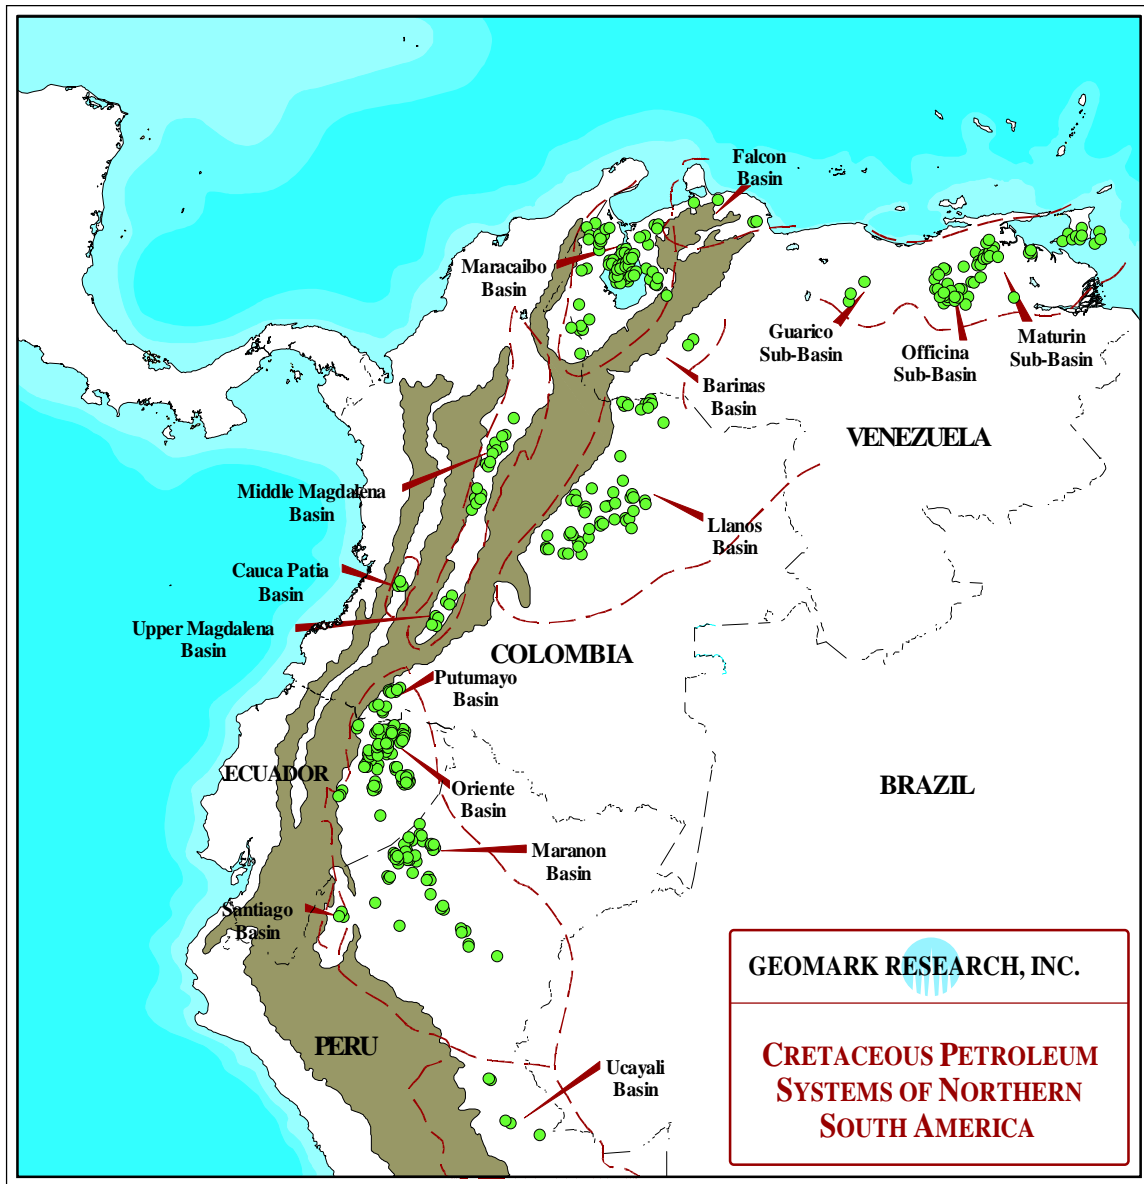 Falcon
Basin
Maracaibo
Basin
Guarico
Sub-Basin
Officina
Sub-Basin
Maturin
Sub-Basin
Barinas
Basin
VENEZUELA
Middle Magdalena
Basin
Llanos
Basin
Cauca Patia
Basin
Upper Magdalena
Basin
COLOMBIA
Putumayo
Basin
ECUADOR
Oriente
Basin
BRAZIL
Maranon
Basin
Santiago
Basin
PERU
Ucayali
Basin
GEOMARK RESEARCH, INC.
CRETACEOUS PETROLEUM
SYSTEMS OF NORTHERN
SOUTH AMERICA